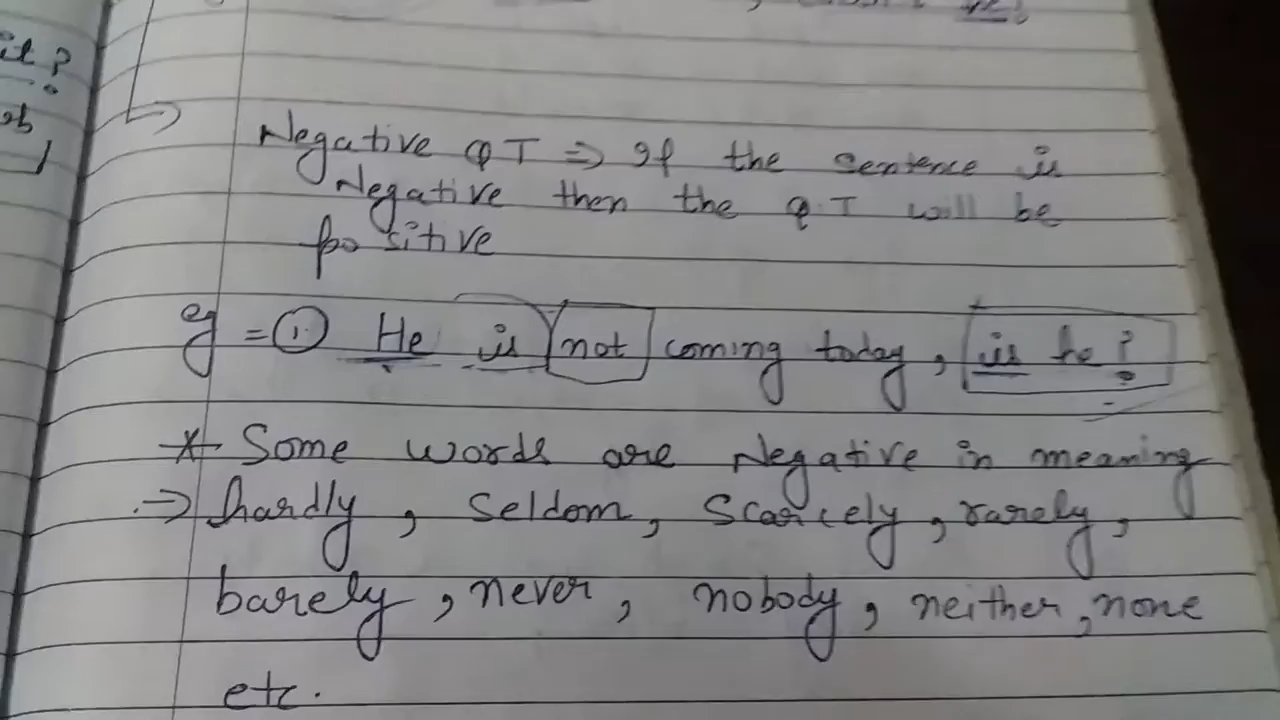 it?
Negative QT ⇒ If the sentence is
Negative then the QT will be
positive
eg = ① He is not coming today, is he?
* Some words are Negative in meaning
⇒ hardly, seldom, scarcely, rarely,
barely, never, nobody, neither, none
etc.